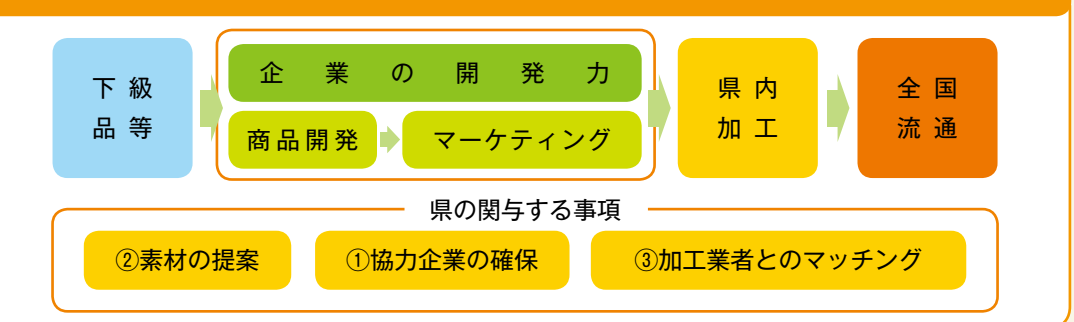 下級
品等
企業の開発力
商品開発
マーケティング
県内
加工
全国
流通
県の関与する事項
②素材の提案
①協力企業の確保
③加工業者とのマッチング